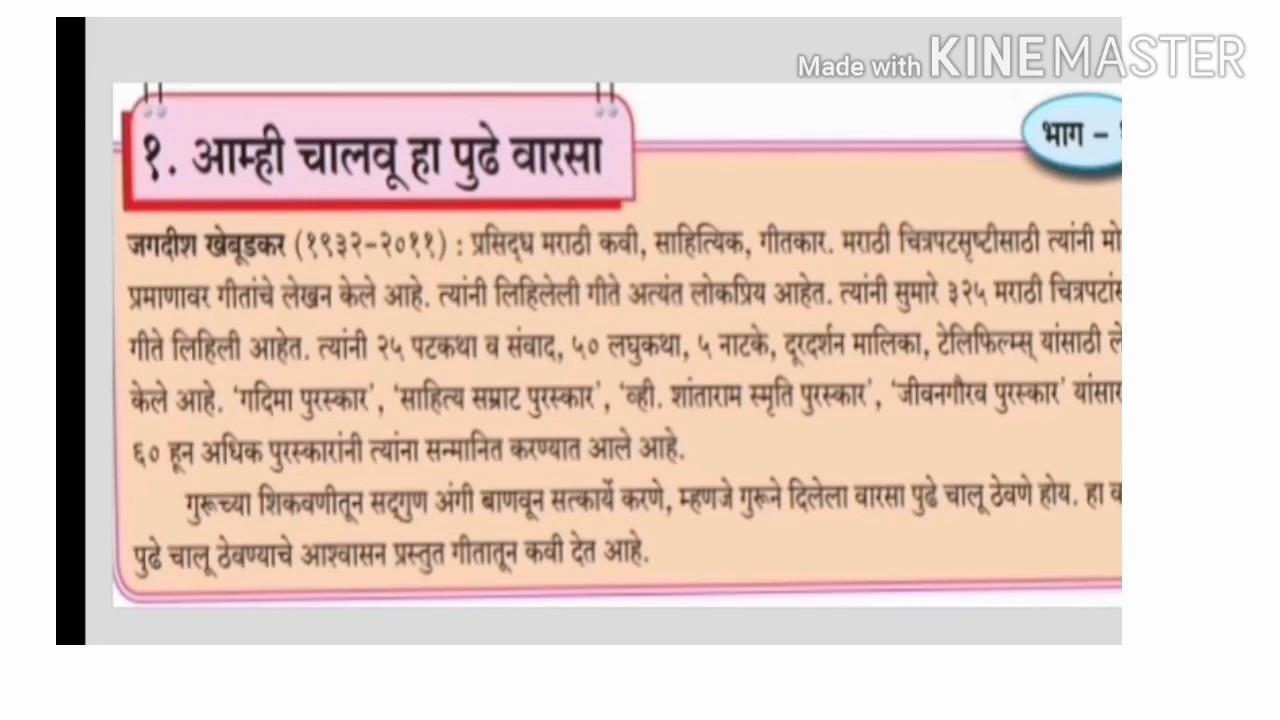 Made with KINEMASTER
१. आम्ही चालवू हा पुढे वारसा
भाग –
जगदीश खेबूडकर (१९३२-२०११) : प्रसिद्ध मराठी कवी, साहित्यिक, गीतकार. मराठी चित्रपटसृष्टीसाठी त्यांनी
प्रमाणावर गीतांचे लेखन केले आहे. त्यांनी लिहिलेली गीते अत्यंत लोकप्रिय आहेत. त्यांनी सुमारे ३२५ मराठी
गीते लिहिली आहेत. त्यांनी २५ पटकथा व संवाद, ५० लघुकथा, ५ नाटके, दूरदर्शन मालिका, टेलिफिल्म्स् यांसाठी
केले आहे. ‘गदिमा पुरस्कार’, ‘साहित्य सम्राट पुरस्कार’, ‘व्ही. शांताराम स्मृति पुरस्कार’, ‘जीवनगौरव पुरस्कार’
६० हून अधिक पुरस्कारांनी त्यांना सन्मानित करण्यात आले आहे.
गुरूच्या शिकवणीतून सद्गुण अंगी बाणवून सत्कार्ये करणे, म्हणजे गुरूने दिलेला वारसा पुढे चालू ठेवणे होय. हा
पुढे चालू ठेवण्याचे आश्वासन प्रस्तुत गीतातून कवी देत आहे.